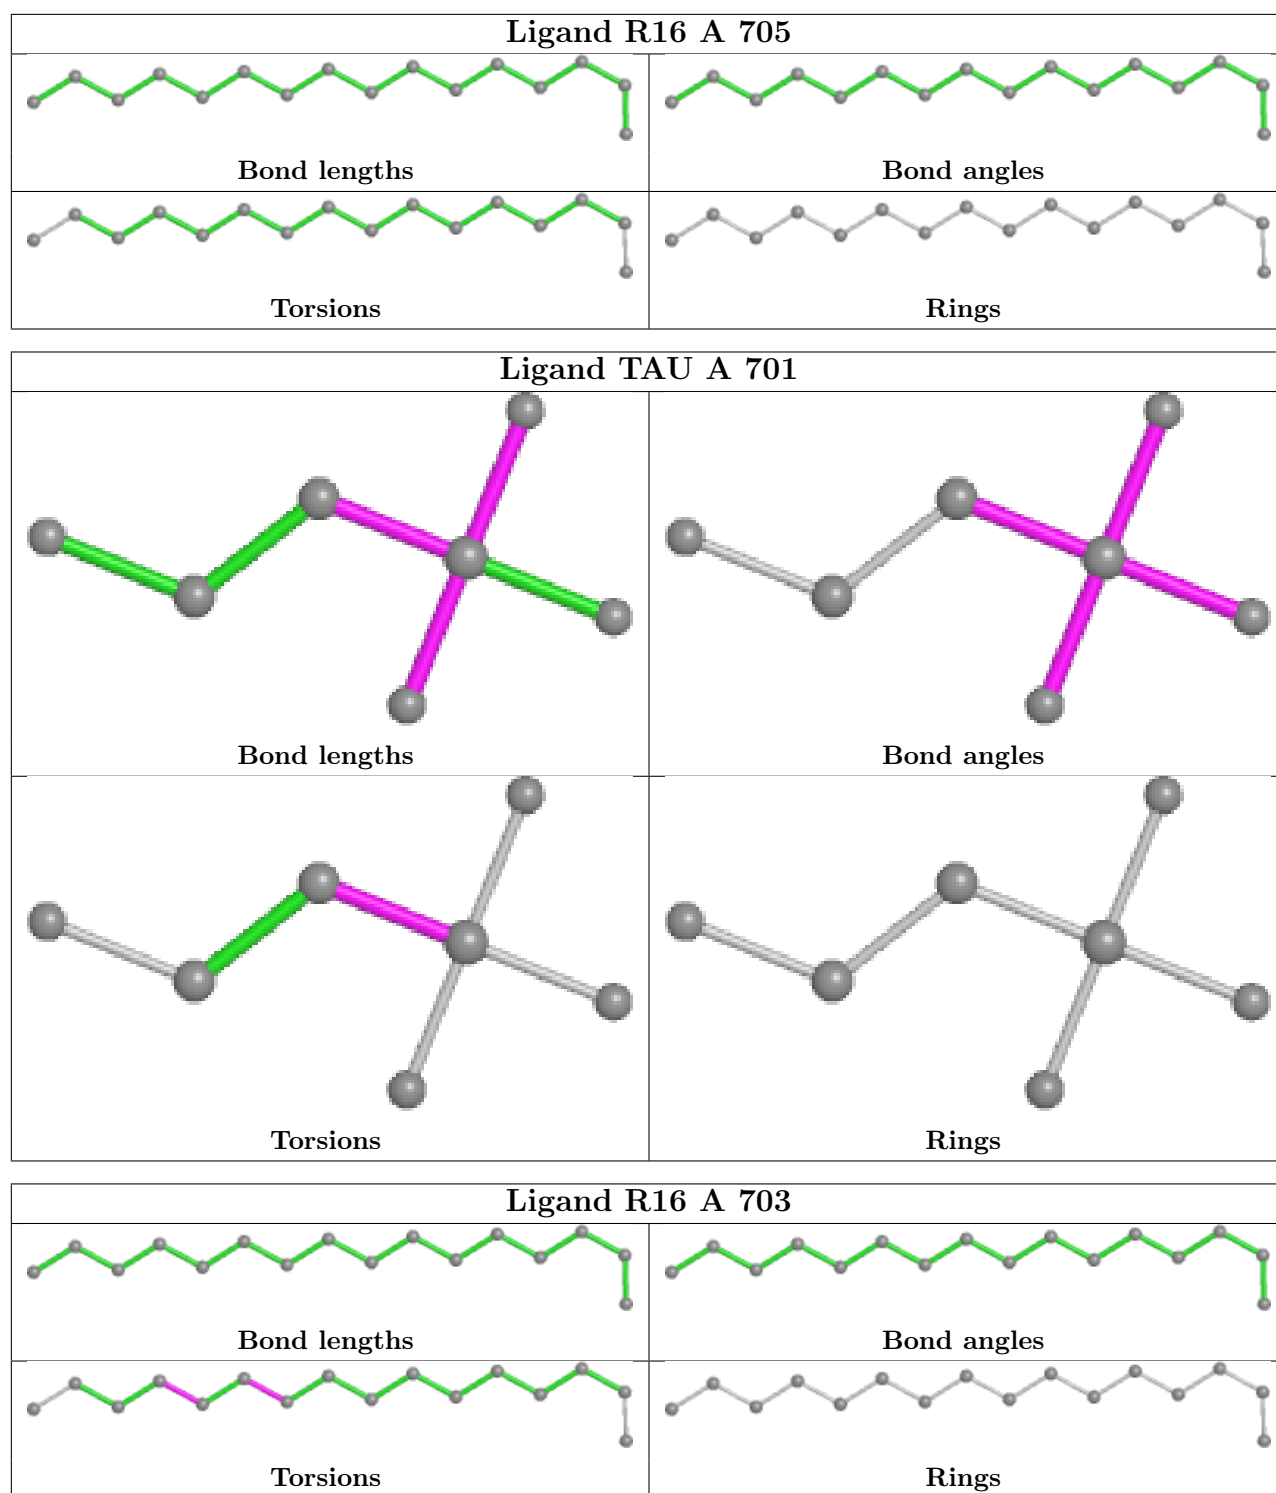 Ligand R16 A 705
Bond lengths
Bond angles
Torsions
Rings
Ligand TAU A 701
Bond lengths
Bond angles
Torsions
Rings
Ligand R16 A 703
Bond lengths
Bond angles
Torsions
Rings